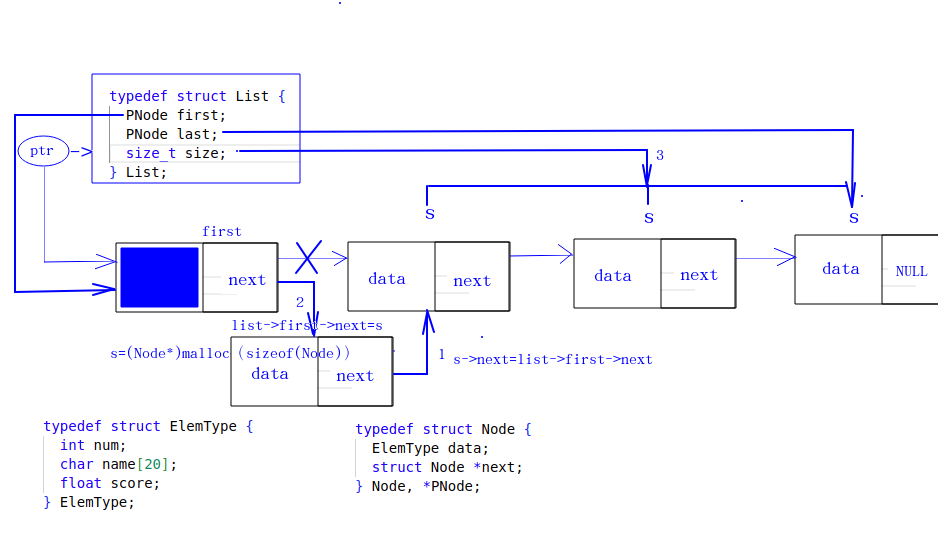 typedef struct List {
PNode first;
PNode last;
size_t size;
} List;
ptr
3
s
s
s
first
next
data
next
data
next
data
NULL
2
list->first->next=s
s=(Node*)malloc (sizeof(Node))
1
s->next=list->first->next
data
next
typedef struct ElemType {
int num;
char name[20];
float score;
} ElemType;
typedef struct Node {
ElemType data;
struct Node *next;
} Node, *PNode;